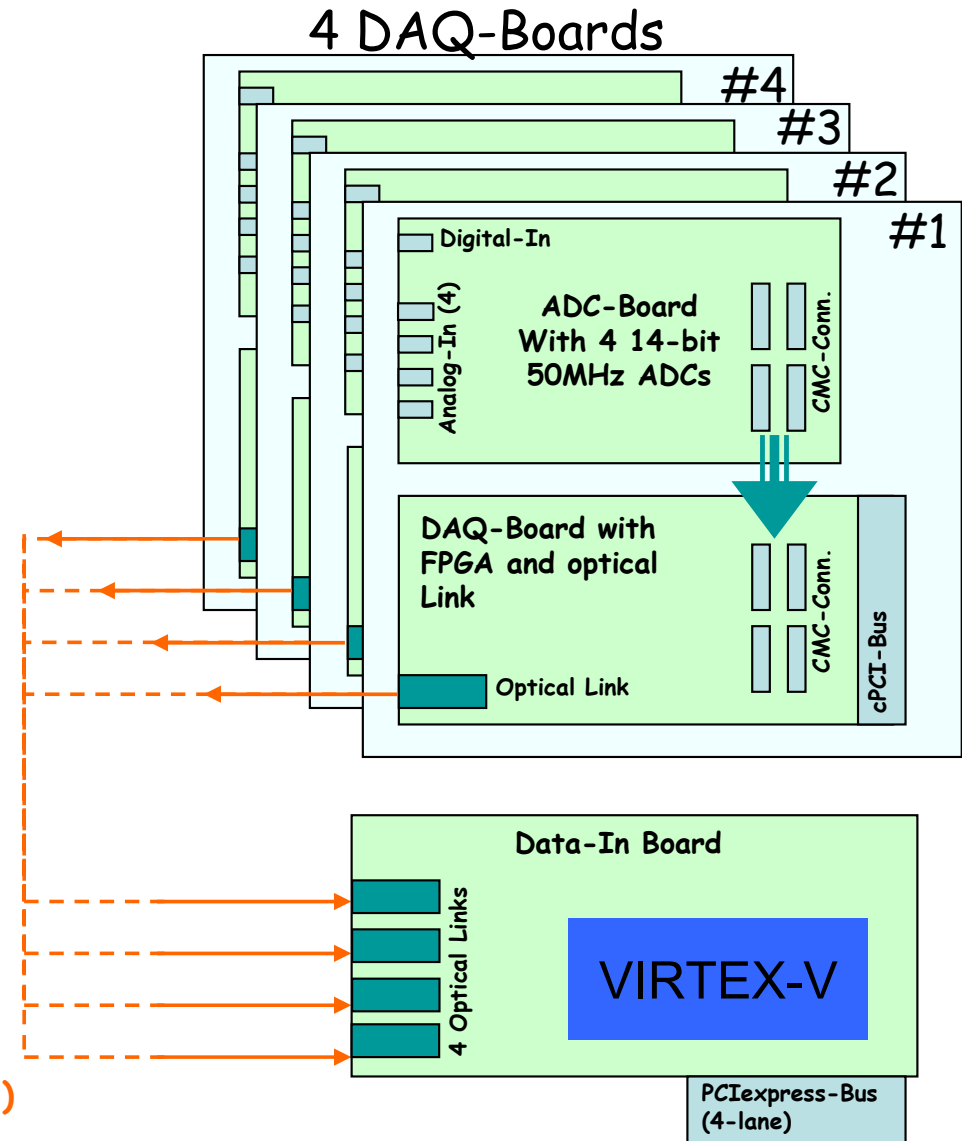 4 DAQ-Boards
#4
#3
#2
#1
Digital-In
Analog-In (4)
ADC-Board
With 4 14-bit
50MHz ADCs
CMC-Conn.
DAQ-Board with
FPGA and optical
Link
CMC-Conn.
cPCI-Bus
Optical Link
Data-In Board
4 Optical Links
VIRTEX-V
)
PCIexpress-Bus
(4-lane)